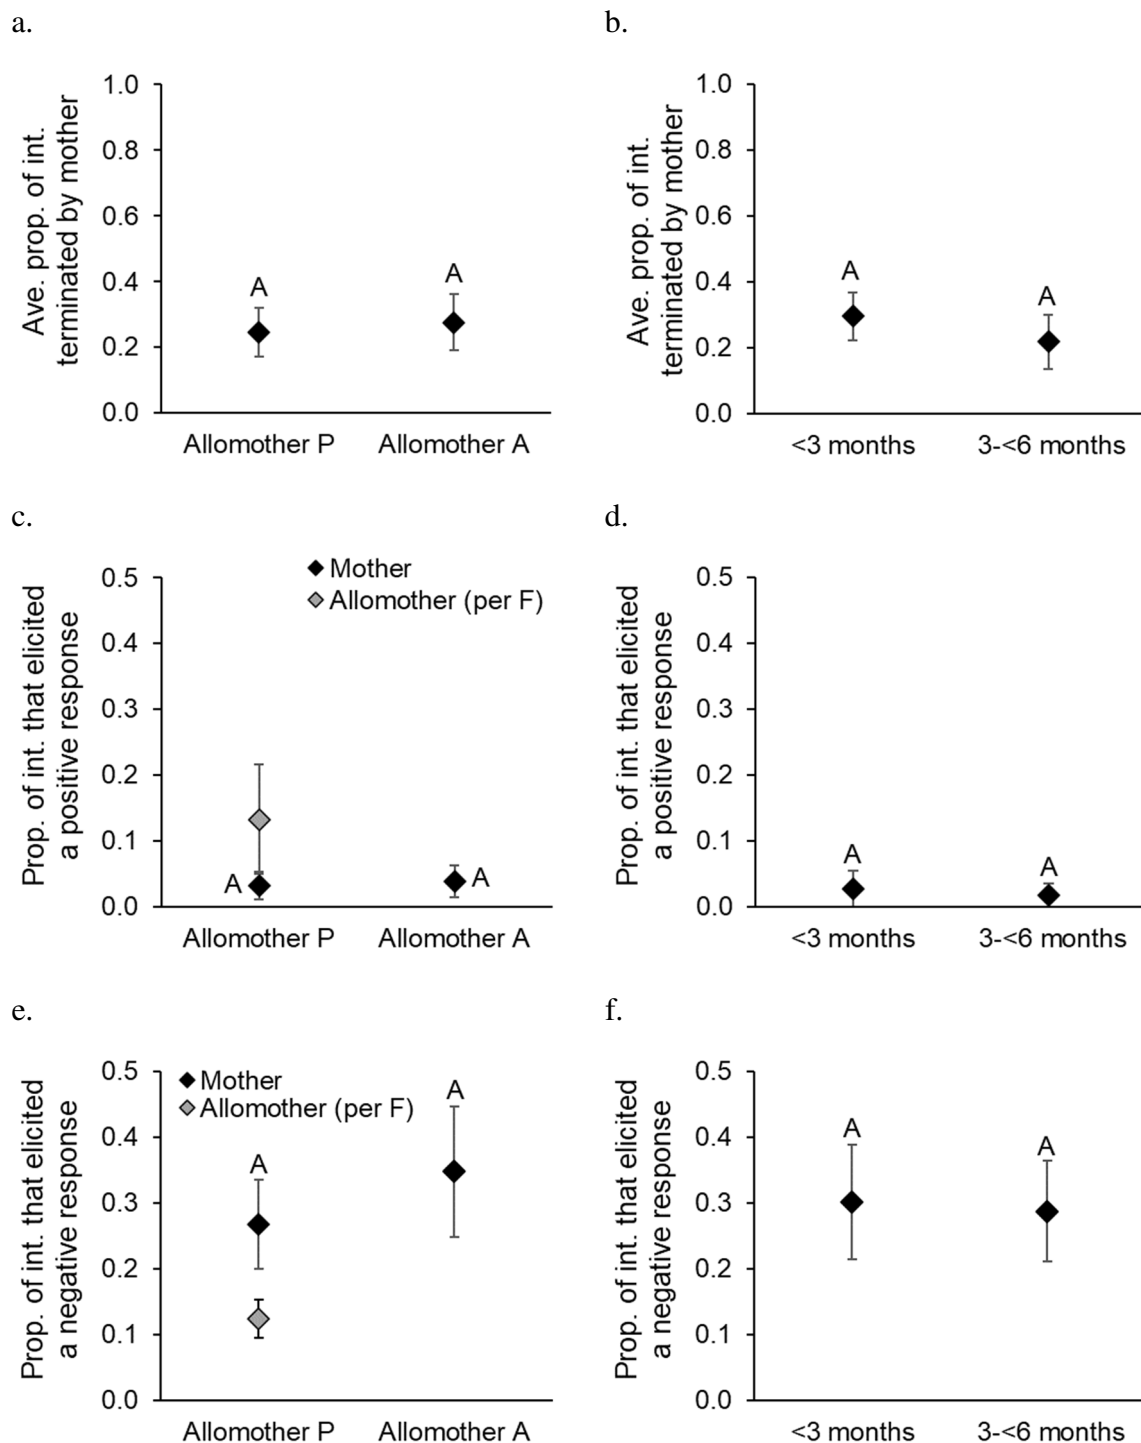 a.
Ave. prop. of int.
terminated by mother
1.0
0.8
0.6
0.4
0.2
0.0
A
A
Allomother P
Allomother A
b.
Ave. prop. of int.
terminated by mother
1.0
0.8
0.6
0.4
0.2
0.0
A
A
<3 months
3-<6 months
c.
Prop. of int. that elicited
a positive response
0.5
0.4
0.3
0.2
0.1
0.0
Mother
Allomother (per F)
A
A
Allomother P
Allomother A
d.
Prop. of int. that elicited
a positive response
0.5
0.4
0.3
0.2
0.1
0.0
A
A
<3 months
3-<6 months
e.
Prop. of int. that elicited
a negative response
0.5
0.4
0.3
0.2
0.1
0.0
Mother
Allomother (per F)
A
A
Allomother P
Allomother A
f.
Prop. of int. that elicited
a negative response
0.5
0.4
0.3
0.2
0.1
0.0
A
A
<3 months
3-<6 months